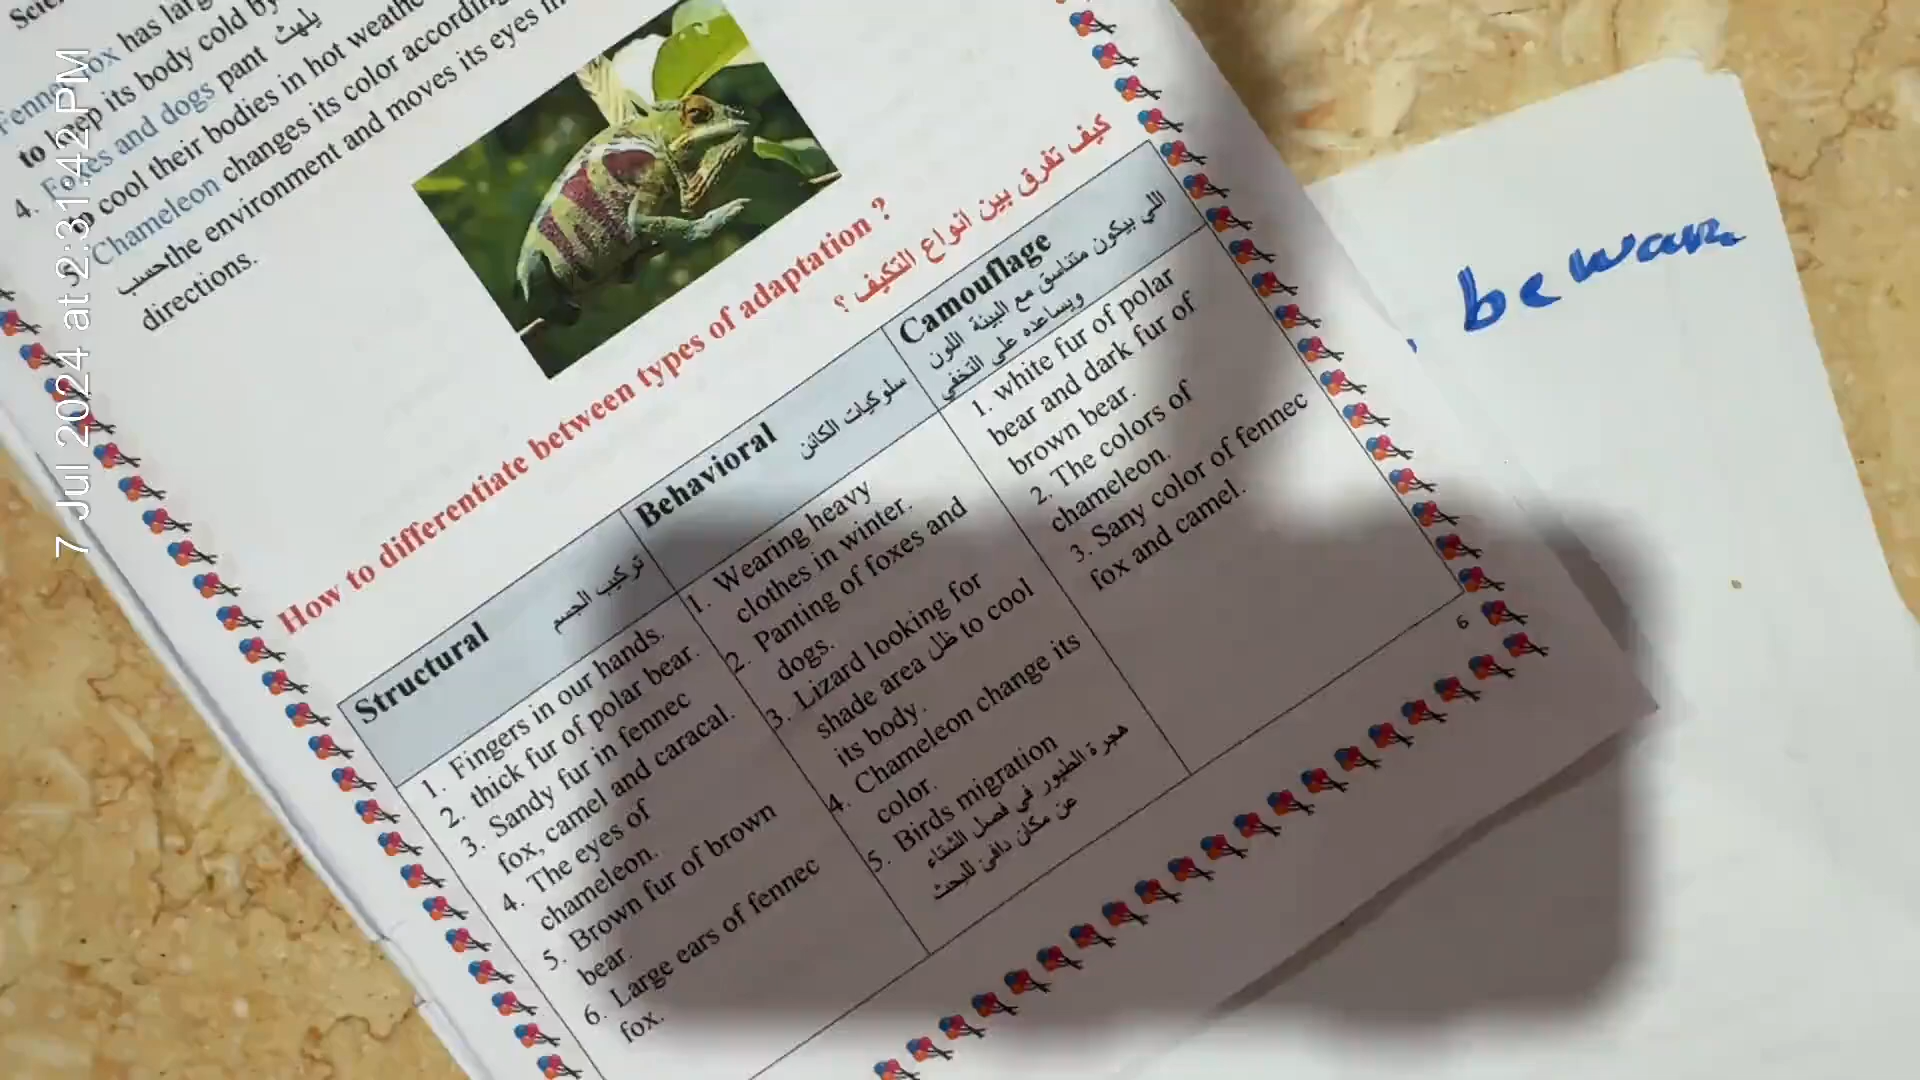 Scie
Fennec fox has larg
to keep its body cold by
4. Foxes and dogs pant يلهث
to cool their bodies in hot weathe
5. Chameleon changes its color according
حسب the environment and moves its eyes in
directions.
How to differentiate between types of adaptation ?
كيف تفرق بين انواع التكيف ؟
Structural
تركيب الجسم
1. Fingers in our hands.
2. thick fur of polar bear.
3. Sandy fur in fennec
fox, camel and caracal.
4. The eyes of
chameleon.
5. Brown fur of brown
bear.
6. Large ears of fennec
fox.
Behavioral
سلوكيات الكائن
1. Wearing heavy
clothes in winter.
2. Panting of foxes and
dogs.
3. Lizard looking for
shade area ظل to cool
its body.
4. Chameleon change its
color.
5. Birds migration
هجرة الطيور في فصل الشتاء
عن مكان دافئ للبحث
Camouflage
اللي بيكون متناسق مع البيئة اللون
ويساعده على التخفي
1. white fur of polar
bear and dark fur of
brown bear.
2. The colors of
chameleon.
3. Sany color of fennec
fox and camel.
6
7 Jul 2024 at 2:31:42 PM